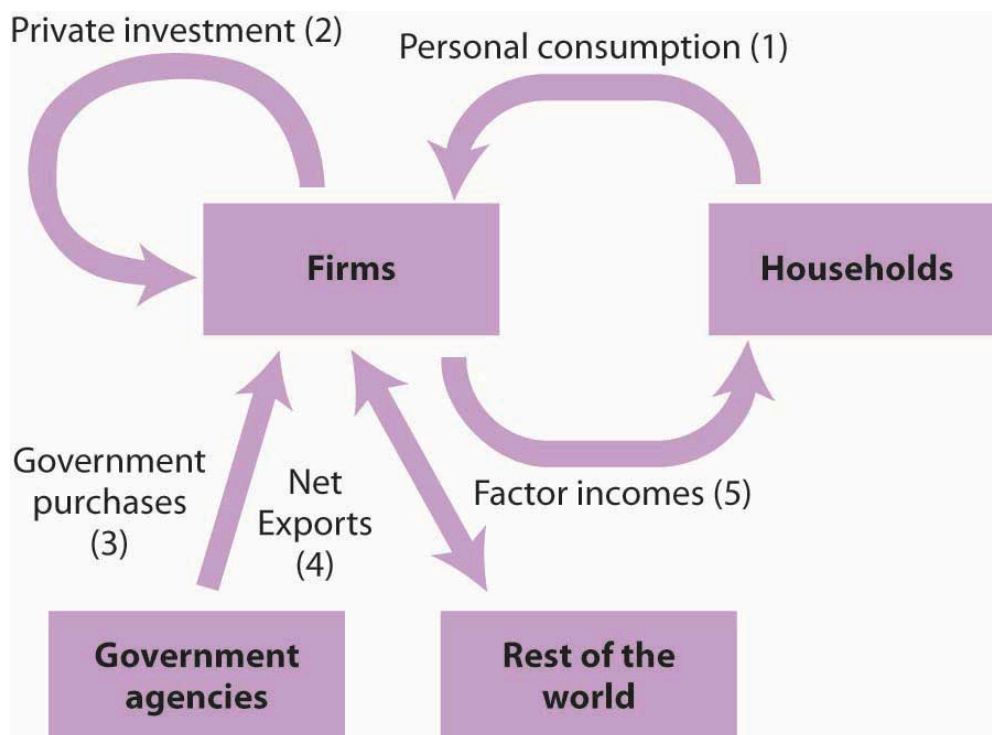 Private investment (2)
Personal consumption (1)
Firms
Households
Government
purchases
(3)
Net
Exports
(4)
Factor incomes (5)
Government
agencies
Rest of the
world